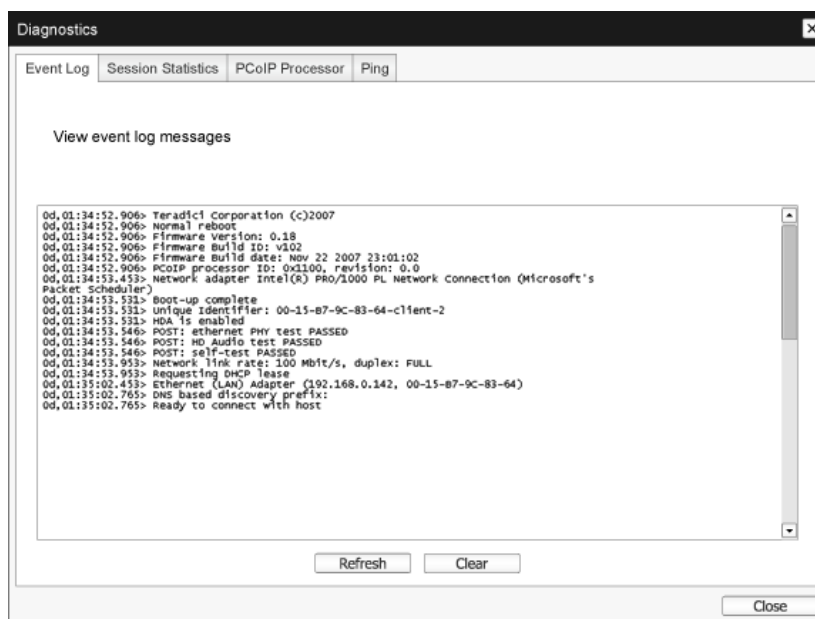 Diagnostics
Event Log Session Statistics PCoIP Processor Ping
View event log messages
0d,01:34:52.906> Teradici Corporation (c)2007
0d,01:34:52.906> Normal reboot
0d,01:34:52.906> Firmware Version: 0.18
0d,01:34:52.906> Firmware Build ID: v102
0d,01:34:52.906> Firmware Build date: Nov 22 2007 23:01:02
0d,01:34:52.906> PCoIP processor ID: 0x1100, revision: 0.0
0d,01:34:53.453> Network adapter Intel(R) PRO/1000 PL Network Connection (Microsoft's
Packet Scheduler)
0d,01:34:53.531> Boot-up complete
0d,01:34:53.531> Unique Identifier: 00-15-B7-9C-83-64-client-2
0d,01:34:53.531> HDA is enabled
0d,01:34:53.546> POST: ethernet PHY test PASSED
0d,01:34:53.546> POST: HD Audio test PASSED
0d,01:34:53.546> POST: self-test PASSED
0d,01:34:53.953> Network link rate: 100 Mbit/s, duplex: FULL
0d,01:34:53.953> Requesting DHCP lease
0d,01:35:02.453> Ethernet (LAN) Adapter (192.168.0.142, 00-15-B7-9C-83-64)
0d,01:35:02.765> DNS based discovery prefix:
0d,01:35:02.765> Ready to connect with host
Refresh Clear
Close